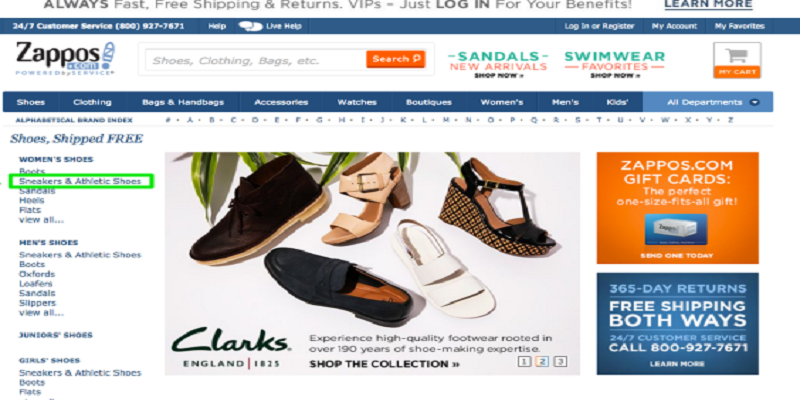 ALWAYS Fast, Free Shipping & Returns. VIPs – Just LOG IN For Your Benefits! LEARN MORE
24/7 Customer Service (800) 927-7671 Help Live Help Log In or Register My Account My Favorites
Zappos.com
POWERED by SERVICE
Shoes, Clothing, Bags, etc.
Search
-SANDALS-
NEW ARRIVALS
SHOP NOW »
SWIMWEAR
—FAVORITES—
SHOP NOW »
MY CART
Shoes Clothing Bags & Handbags Accessories Watches Boutiques Women's Men's Kids' All Departments
ALPHABETICAL BRAND INDEX # • A • B • C • D • E • F • G • H • I • J • K • L • M • N • O • P • Q • R • S • T • U • V • W • X • Y • Z
Shoes, Shipped FREE
WOMEN'S SHOES
Boots
Sneakers & Athletic Shoes
Sandals
Heels
Flats
view all...
MEN'S SHOES
Sneakers & Athletic Shoes
Boots
Oxfords
Loafers
Sandals
Slippers
view all...
JUNIORS' SHOES
GIRLS' SHOES
Sneakers & Athletic Shoes
Boots
Flats
Clarks.
ENGLAND | 1825
Experience high-quality footwear rooted in
over 190 years of shoe-making expertise.
SHOP THE COLLECTION »
1 2 3
ZAPPOS.COM
GIFT CARDS:
The perfect
one-size-fits-all gift!
Zappos
SEND ONE TODAY
365-DAY RETURNS
FREE SHIPPING
BOTH WAYS
24/7 CUSTOMER SERVICE
CALL 800-927-7671
LEARN MORE